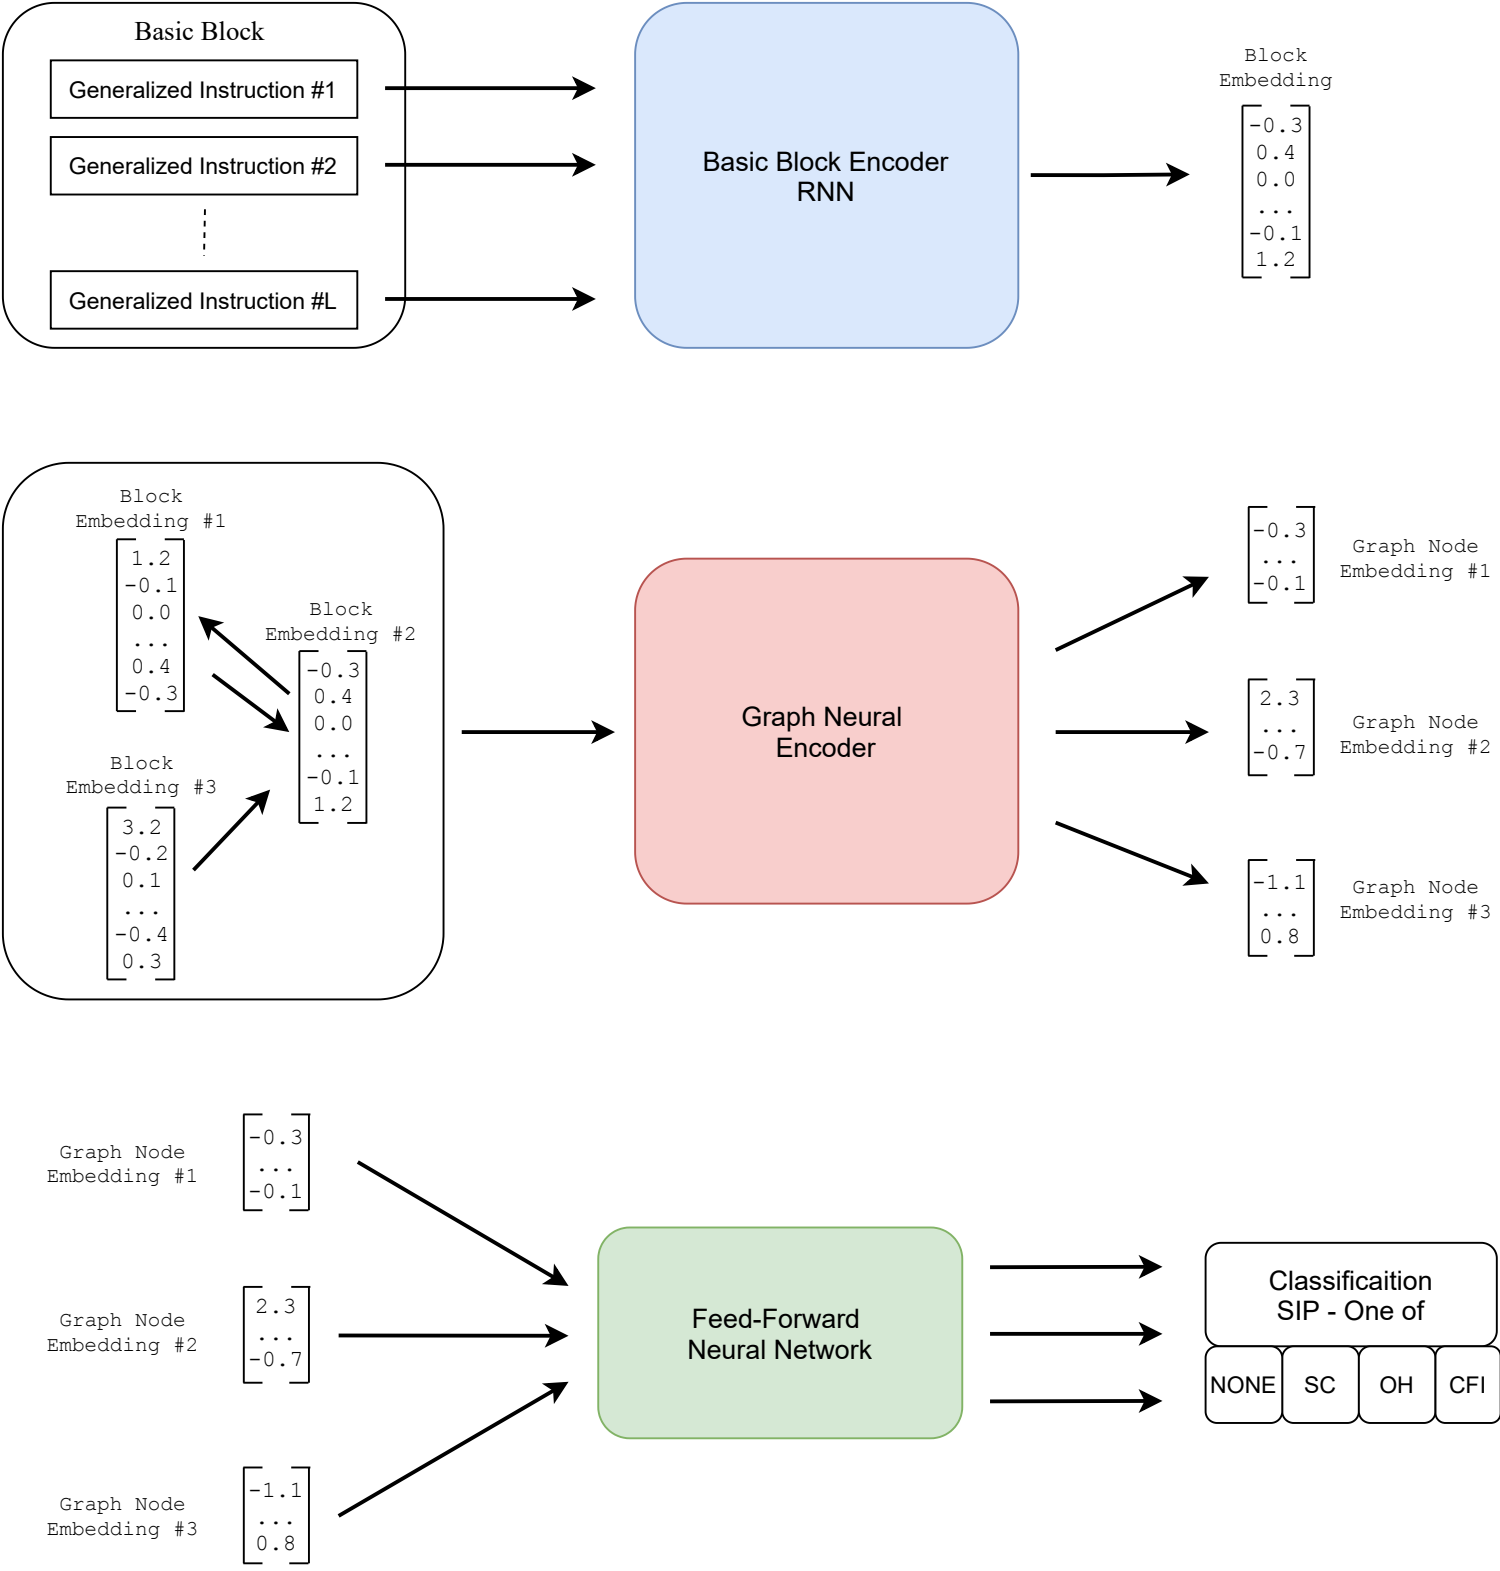 Basic Block
Generalized Instruction #1
Generalized Instruction #2
Generalized Instruction #L
Basic Block Encoder
RNN
Block
Embedding
-0.3
0.4
0.0
...
-0.1
1.2
Block
Embedding #1
1.2
-0.1
0.0
...
0.4
-0.3
Block
Embedding #2
-0.3
0.4
0.0
...
-0.1
1.2
Block
Embedding #3
3.2
-0.2
0.1
...
-0.4
0.3
Graph Neural
Encoder
-0.3
...
-0.1
Graph Node
Embedding #1
2.3
...
-0.7
Graph Node
Embedding #2
-1.1
...
0.8
Graph Node
Embedding #3
Graph Node
Embedding #1
-0.3
...
-0.1
Graph Node
Embedding #2
2.3
...
-0.7
Graph Node
Embedding #3
-1.1
...
0.8
Feed-Forward
Neural Network
Classificaition
SIP - One of
NONE SC OH CFI